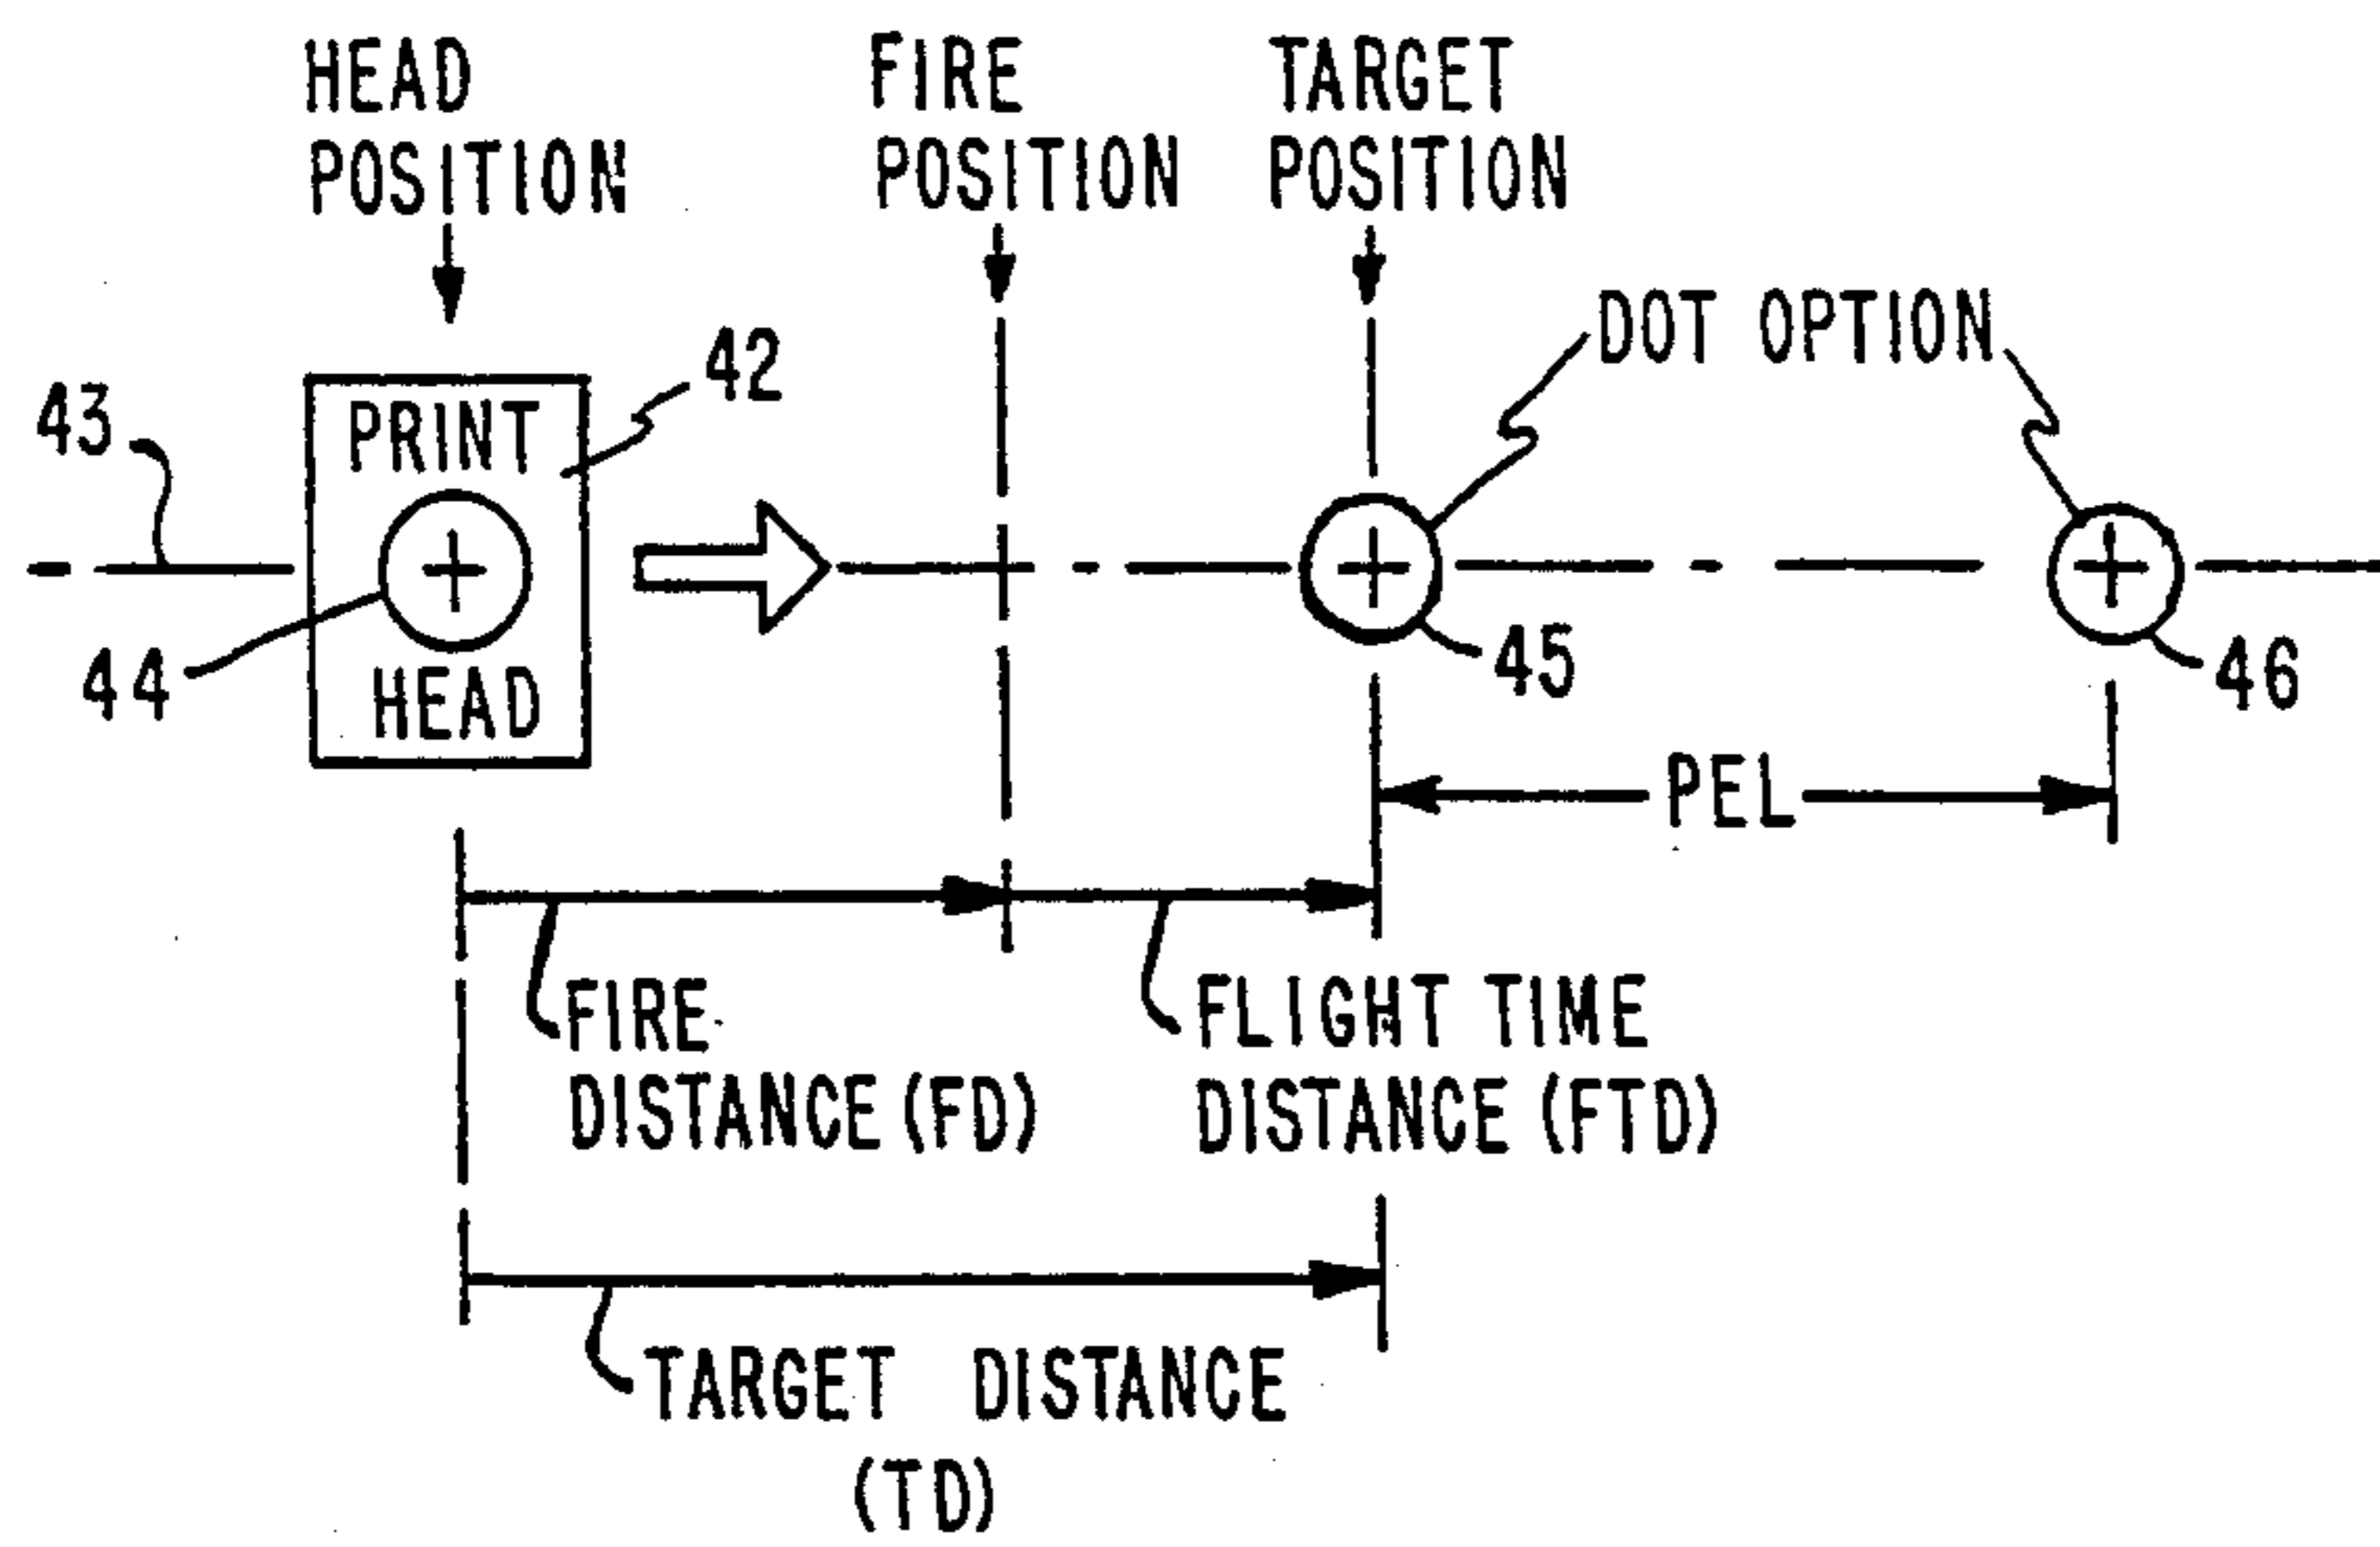 HEAD
POSITION
FIRE
POSITION
TARGET
POSITION
DOT OPTION
42
43
PRINT
HEAD
44
45
46
PEL
FIRE
DISTANCE (FD)
FLIGHT TIME
DISTANCE (FTD)
TARGET DISTANCE
(TD)